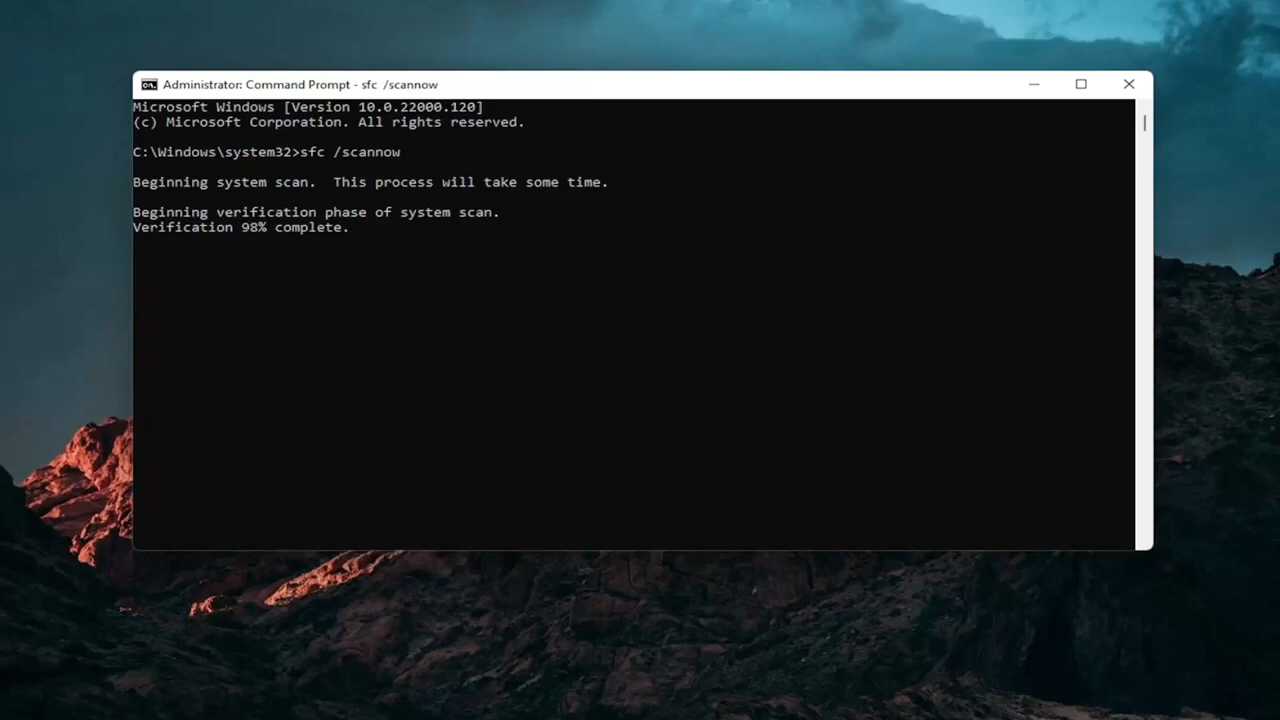 Administrator: Command Prompt - sfc  /scannow
Microsoft Windows [Version 10.0.22000.120]
(c) Microsoft Corporation. All rights reserved.
C:\Windows\system32>sfc /scannow
Beginning system scan.  This process will take some time.
Beginning verification phase of system scan.
Verification 98% complete.